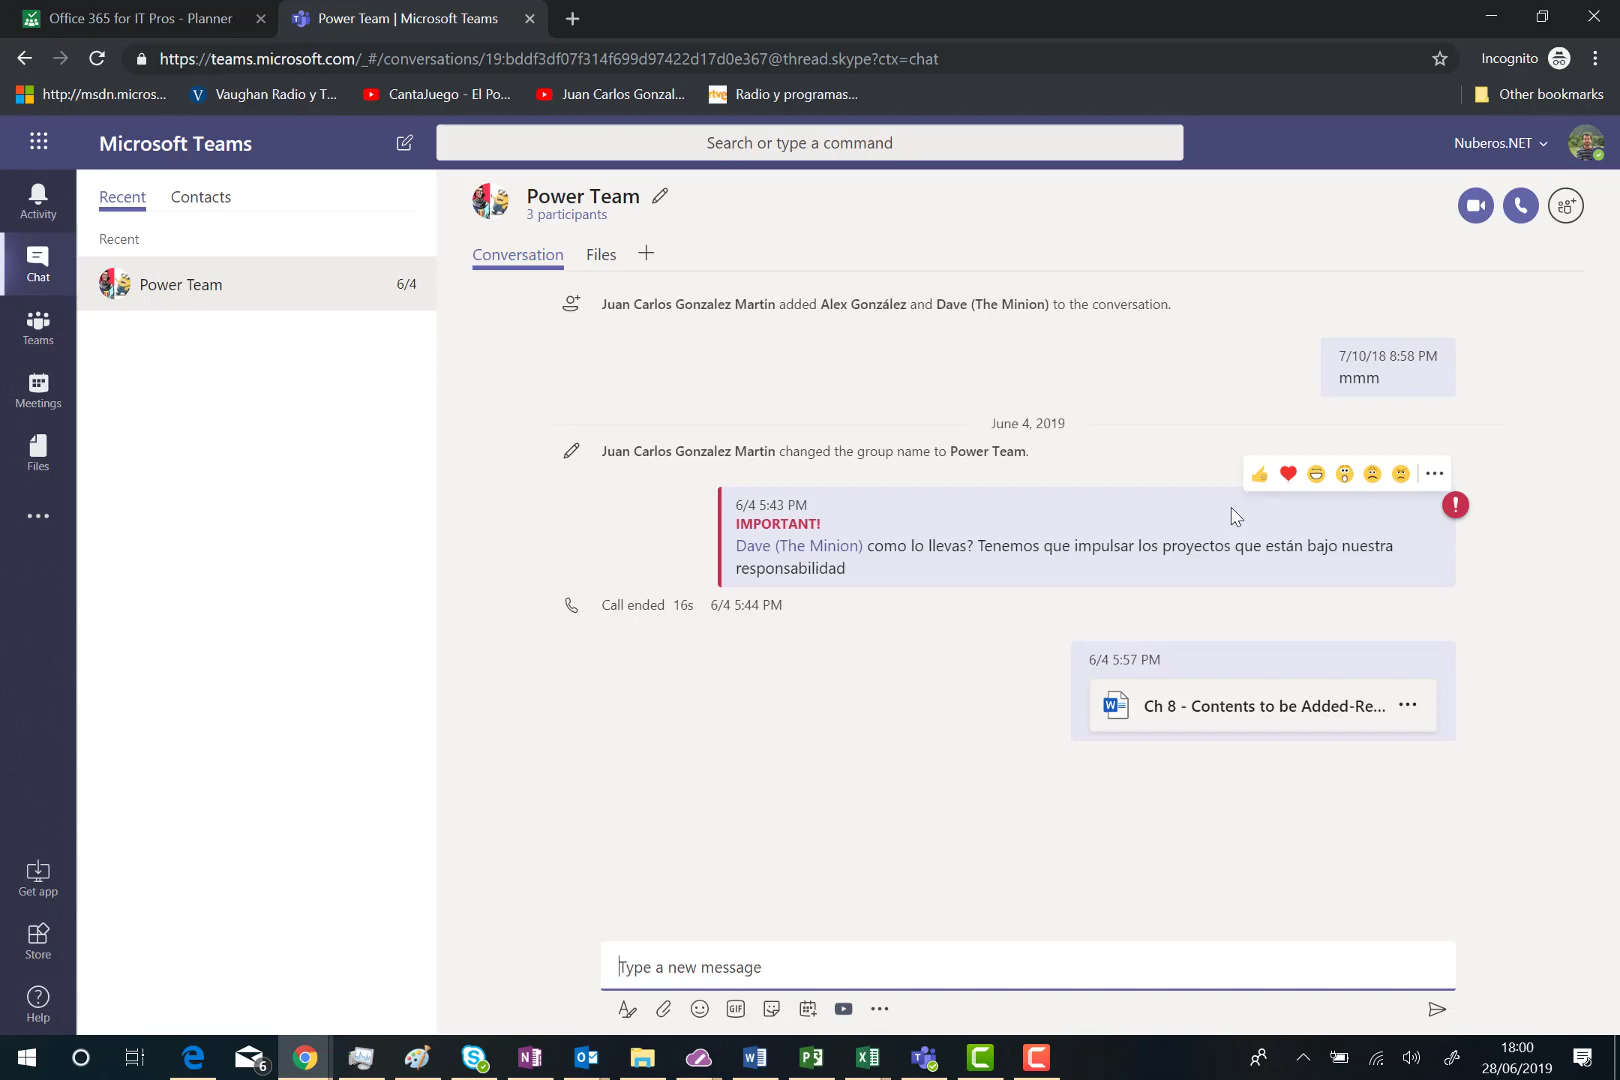 Office 365 for IT Pros - Planner
Power Team | Microsoft Teams
https://teams.microsoft.com/_#/conversations/19:bddf3df07f314f699d97422d17d0e367@thread.skype?ctx=chat
Incognito
http://msdn.micros...
Vaughan Radio y T...
CantaJuego - El Po...
Juan Carlos Gonzal...
rtve
Radio y programas...
Other bookmarks
Microsoft Teams
Search or type a command
Nuberos.NET
Activity
Chat
Teams
Meetings
Files
Get app
Store
Help
Recent
Contacts
Recent
Power Team
6/4
Power Team
3 participants
Conversation
Files
Juan Carlos Gonzalez Martin added Alex González and Dave (The Minion) to the conversation.
7/10/18 8:58 PM
mmm
June 4, 2019
Juan Carlos Gonzalez Martin changed the group name to Power Team.
6/4 5:43 PM
IMPORTANT!
Dave (The Minion) como lo llevas? Tenemos que impulsar los proyectos que están bajo nuestra
responsabilidad
Call ended 16s 6/4 5:44 PM
6/4 5:57 PM
Ch 8 - Contents to be Added-Re...
Type a new message
GIF
6
18:00
28/06/2019